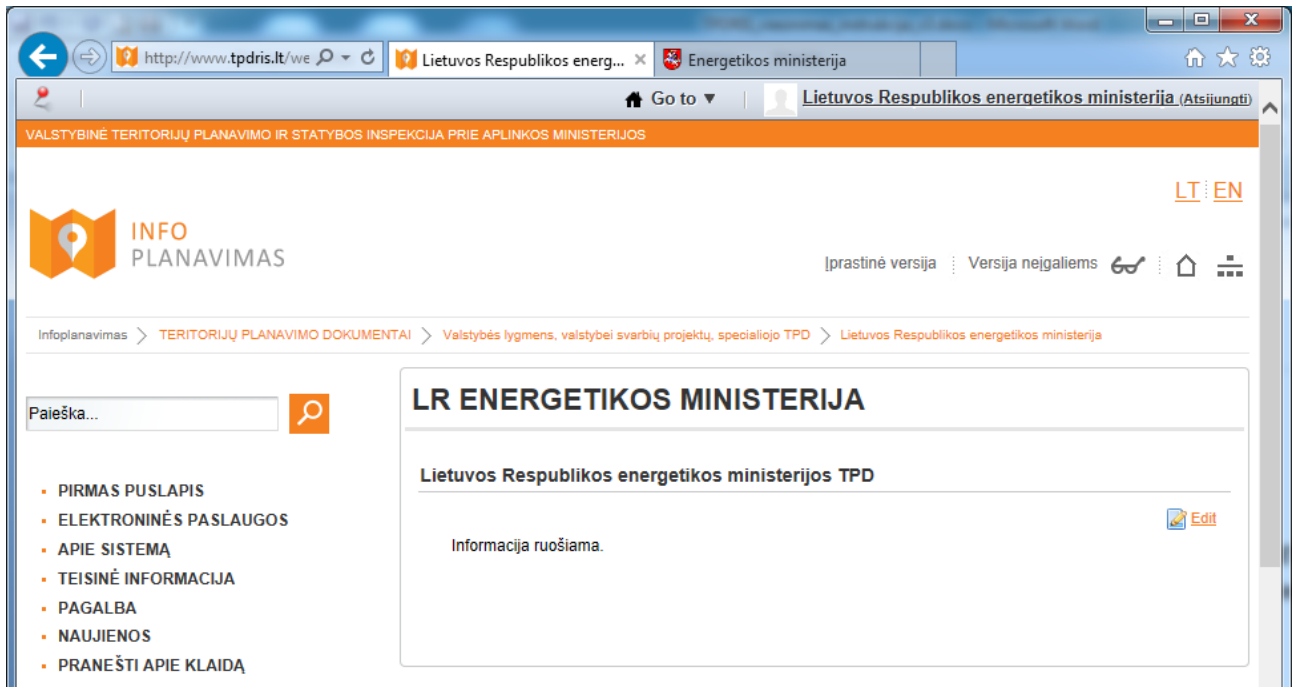 http://www.tpdris.lt/we
Lietuvos Respublikos energ...
Energetikos ministerija
Go to ▼
Lietuvos Respublikos energetikos ministerija (Atsijungti)
VALSTYBINĖ TERITORIJŲ PLANAVIMO IR STATYBOS INSPEKCIJA PRIE APLINKOS MINISTERIJOS
LT EN
INFO
PLANAVIMAS
Įprastinė versija
Versija neįgaliems
Infoplanavimas > TERITORIJŲ PLANAVIMO DOKUMENTAI > Valstybės lygmens, valstybei svarbių projektų, specialiojo TPD > Lietuvos Respublikos energetikos ministerija
Paieška...
LR ENERGETIKOS MINISTERIJA
Lietuvos Respublikos energetikos ministerijos TPD
Edit
Informacija ruošiama.
PIRMAS PUSLAPIS
ELEKTRONINĖS PASLAUGOS
APIE SISTEMĄ
TEISINĖ INFORMACIJA
PAGALBA
NAUJIENOS
PRANEŠTI APIE KLAIDĄ